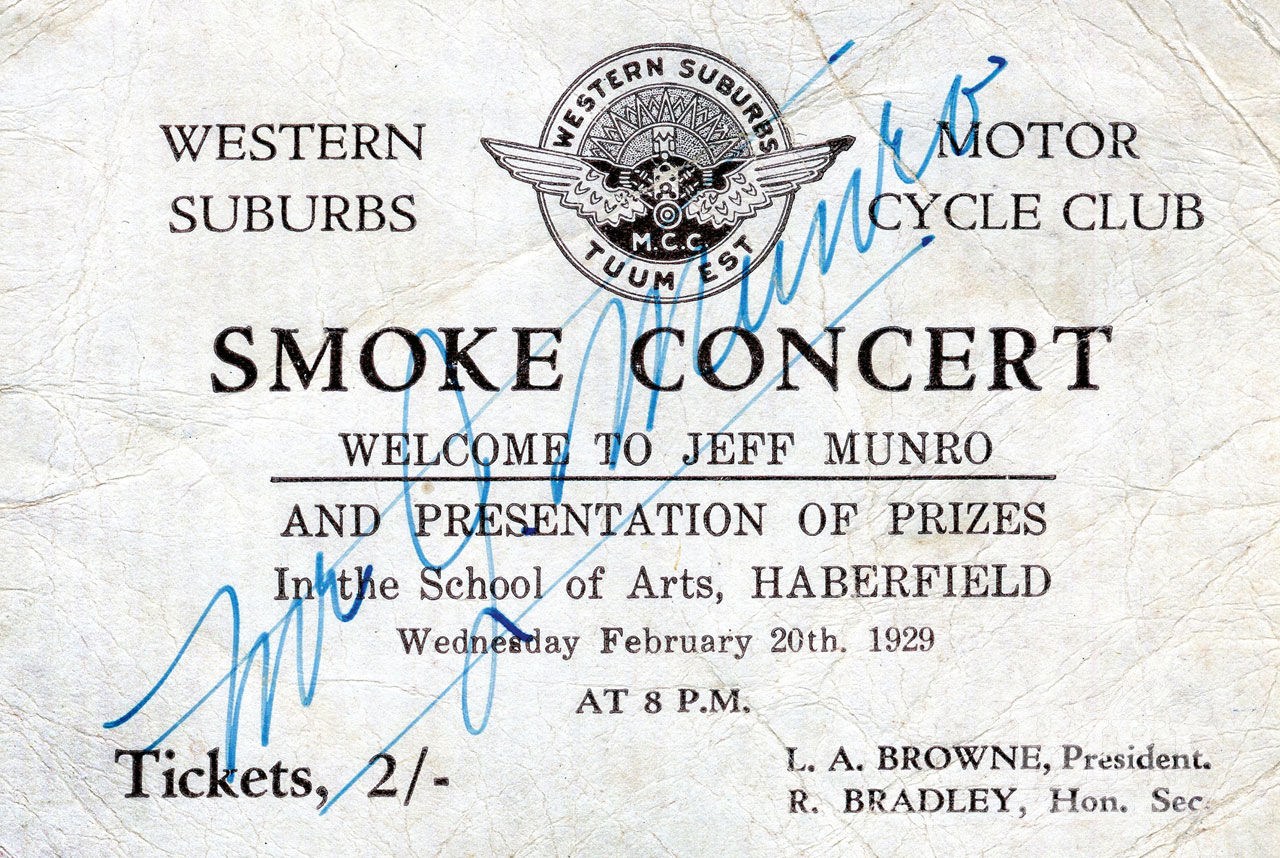 WESTERN SUBURBS
M.C.C.
TUUM EST
WESTERN
SUBURBS
MOTOR
CYCLE CLUB
SMOKE CONCERT
WELCOME TO JEFF MUNRO
AND PRESENTATION OF PRIZES
In the School of Arts, HABERFIELD
Wednesday February 20th. 1929
AT 8 P.M.
Tickets, 2/-
L. A. BROWNE, President.
R. BRADLEY, Hon. Sec.
Munro